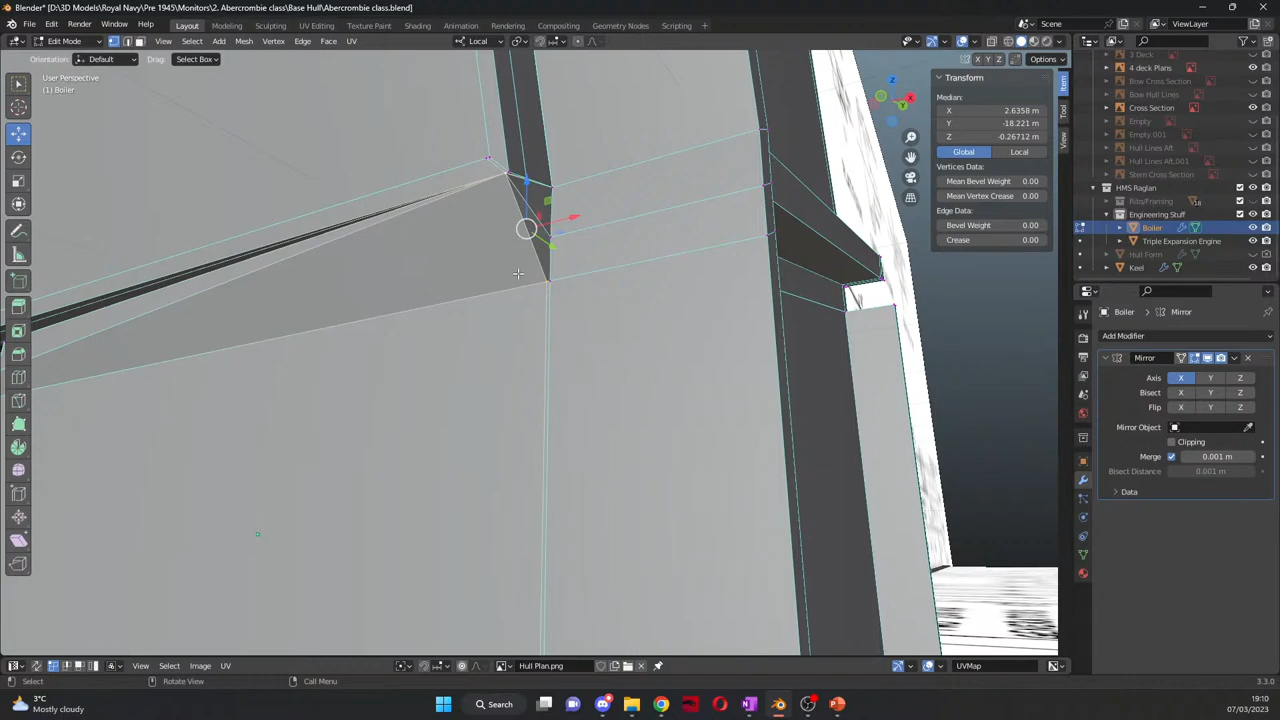 Blender* [D:\3D Models\Royal Navy\Pre 1945\Monitors\2. Abercrombie class\Base Hull\Abercrombie class.blend]
File Edit Render Window Help Layout Modeling Sculpting UV Editing Texture Paint Shading Animation Rendering Compositing Geometry Nodes Scripting + Scene ViewLayer
Edit Mode View Select Add Mesh Vertex Edge Face UV Local
Orientation: Default Drag: Select Box X Y Z Options
User Perspective
(1) Boiler
Transform
Median:
X 2.6358 m
Y -18.221 m
Z -0.26712 m
Global Local
Vertices Data:
Mean Bevel Weight 0.00
Mean Vertex Crease 0.00
Edge Data:
Bevel Weight 0.00
Crease 0.00
Item
Tool
View
Z
X
Y
3 Deck
4 deck Plans
Bow Cross Section
Bow Hull Lines
Cross Section
Empty
Empty.001
Hull Lines Aft
Hull Lines Aft.001
Stern Cross Section
HMS Raglan
Ribs/Framing 18
Engineering Stuff
Boiler
Triple Expansion Engine
Hull Form
Keel
Boiler Mirror
Add Modifier
Mirror
Axis X Y Z
Bisect X Y Z
Flip X Y Z
Mirror Object
Clipping
Merge 0.001 m
Bisect Distance 0.001 m
Data
View Select Image UV Hull Plan.png UVMap
Select Rotate View Call Menu 3.3.0
3°C
Mostly cloudy
Search
19:10
07/03/2023